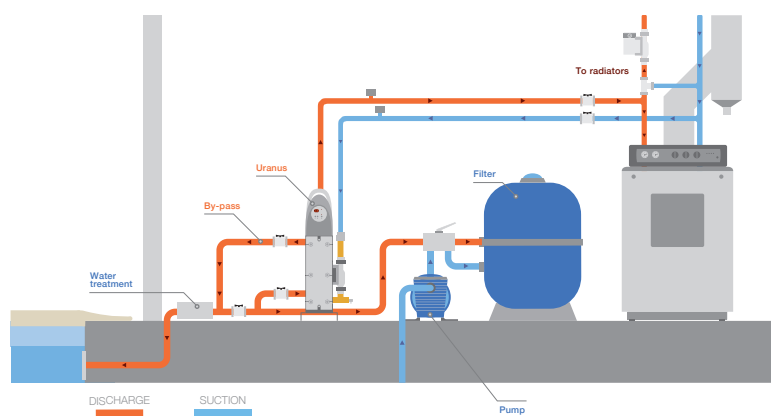 To radiators
Uranus
Filter
By-pass
Water
treatment
DISCHARGE
SUCTION
Pump